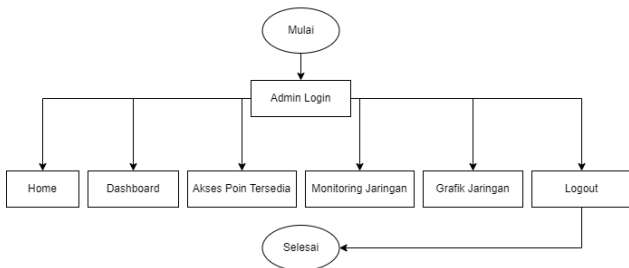 Mulai
Admin Login
Home
Dashboard
Akses Poin Tersedia
Monitoring Jaringan
Grafik Jaringan
Logout
Selesai